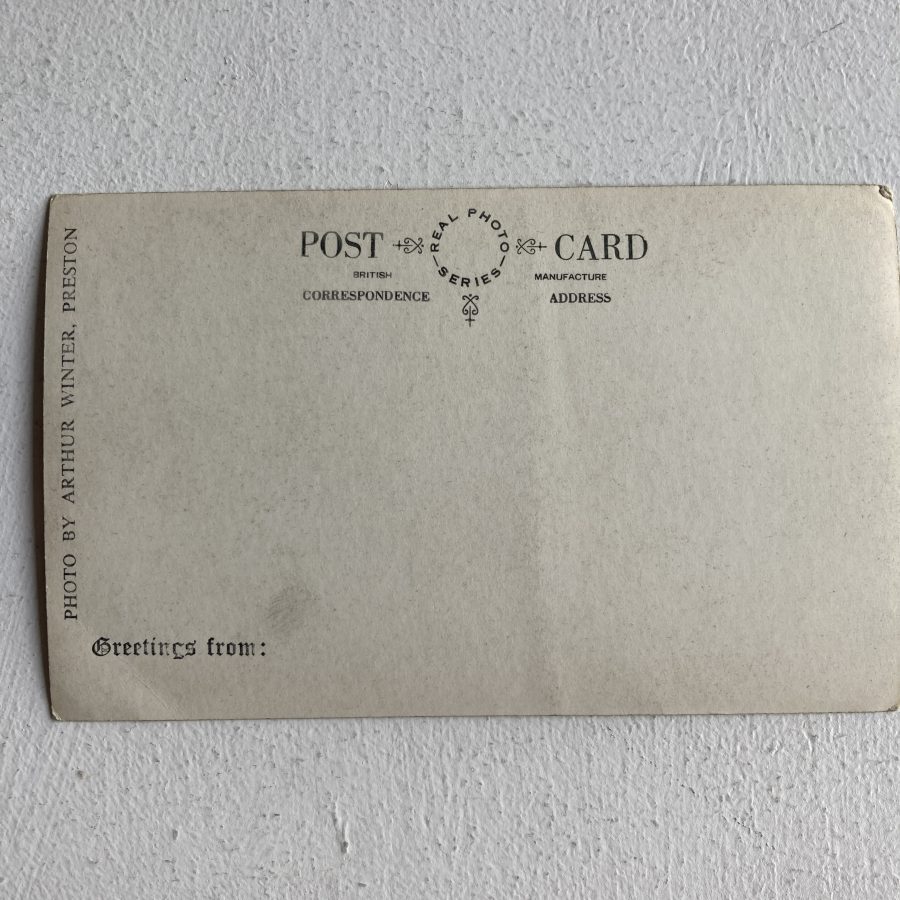 POST CARD
REAL PHOTO
SERIES
BRITISH MANUFACTURE
CORRESPONDENCE ADDRESS
PHOTO BY ARTHUR WINTER, PRESTON
Greetings from: